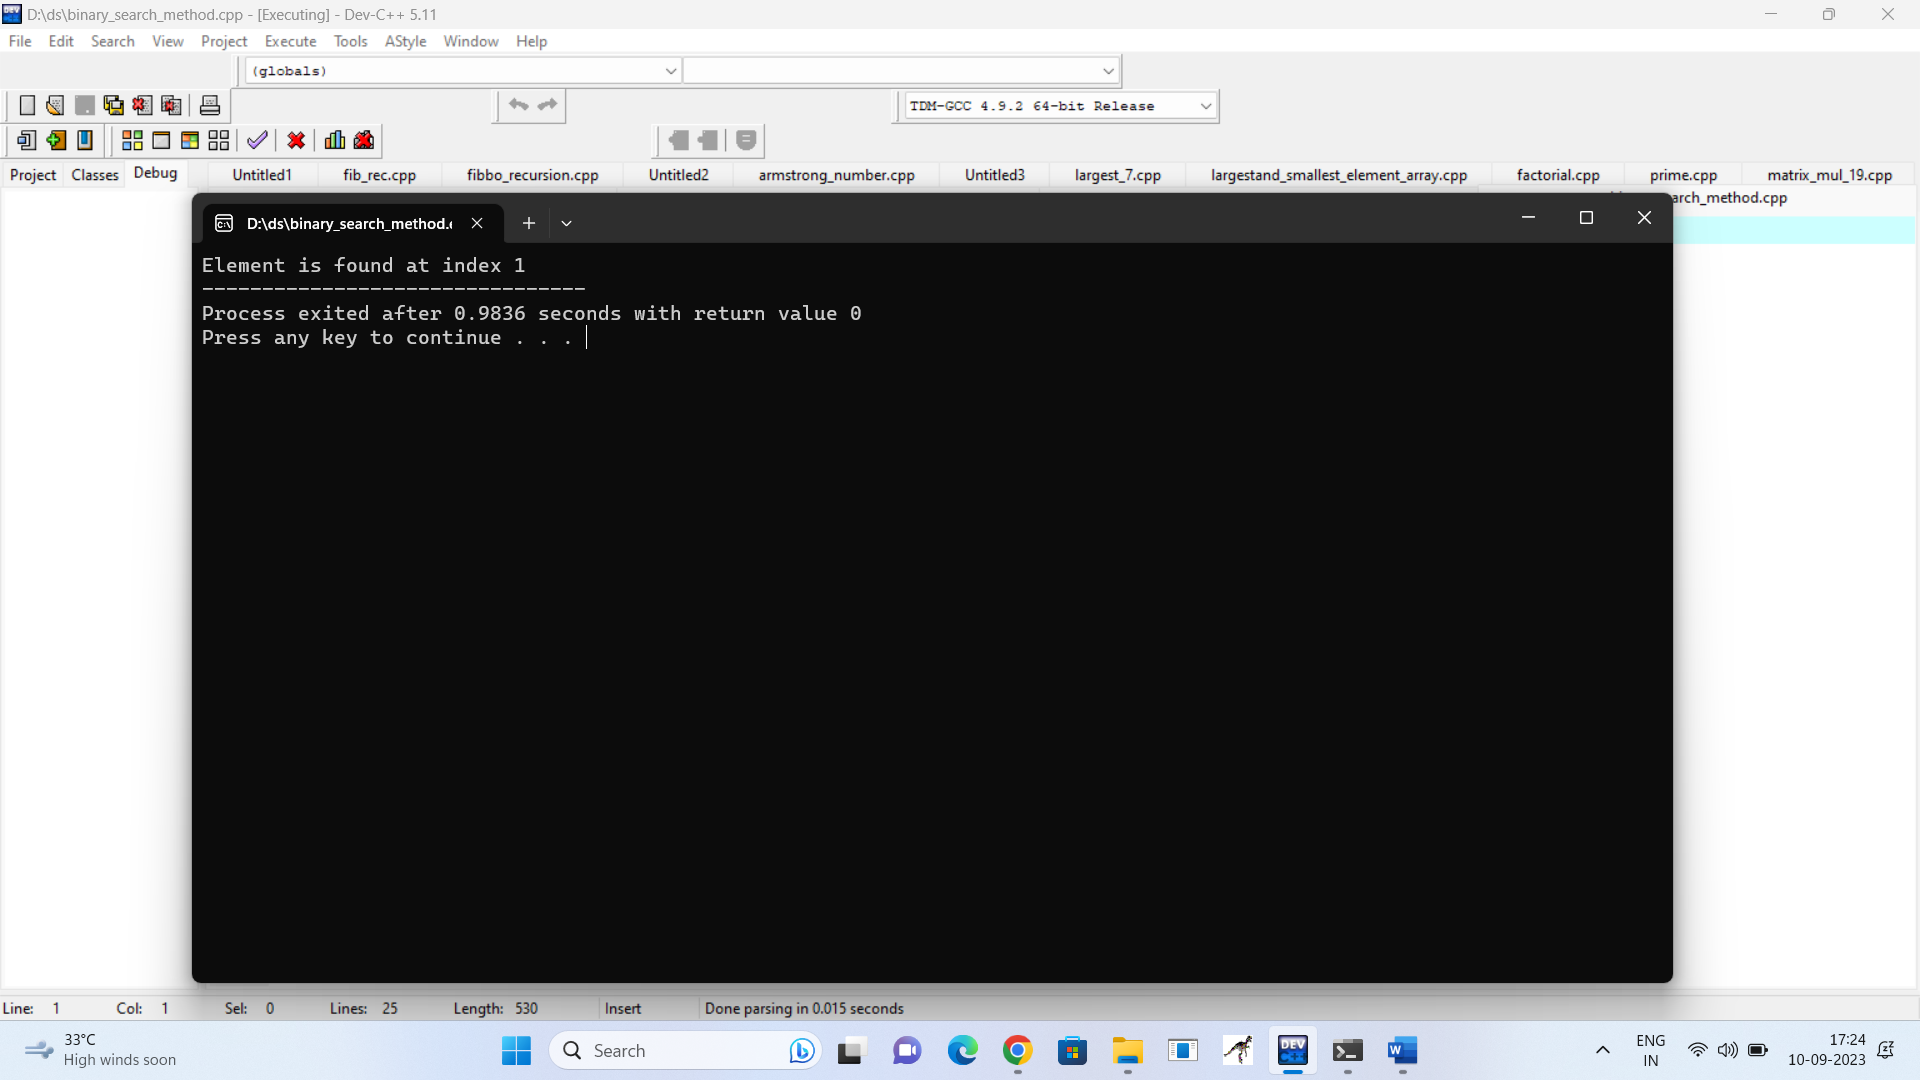 D:\ds\binary_search_method.cpp - [Executing] - Dev-C++ 5.11
File Edit Search View Project Execute Tools AStyle Window Help
(globals)
TDM-GCC 4.9.2 64-bit Release
Project Classes Debug
Untitled1 fib_rec.cpp fibbo_recursion.cpp Untitled2 armstrong_number.cpp Untitled3 largest_7.cpp largestand_smallest_element_array.cpp factorial.cpp prime.cpp matrix_mul_19.cpp
arch_method.cpp
D:\ds\binary_search_method.
Element is found at index 1
--------------------------------
Process exited after 0.9836 seconds with return value 0
Press any key to continue . . .
Line: 1 Col: 1 Sel: 0 Lines: 25 Length: 530 Insert Done parsing in 0.015 seconds
33°C
High winds soon
Search
DEV
C++
ENG
IN
17:24
10-09-2023